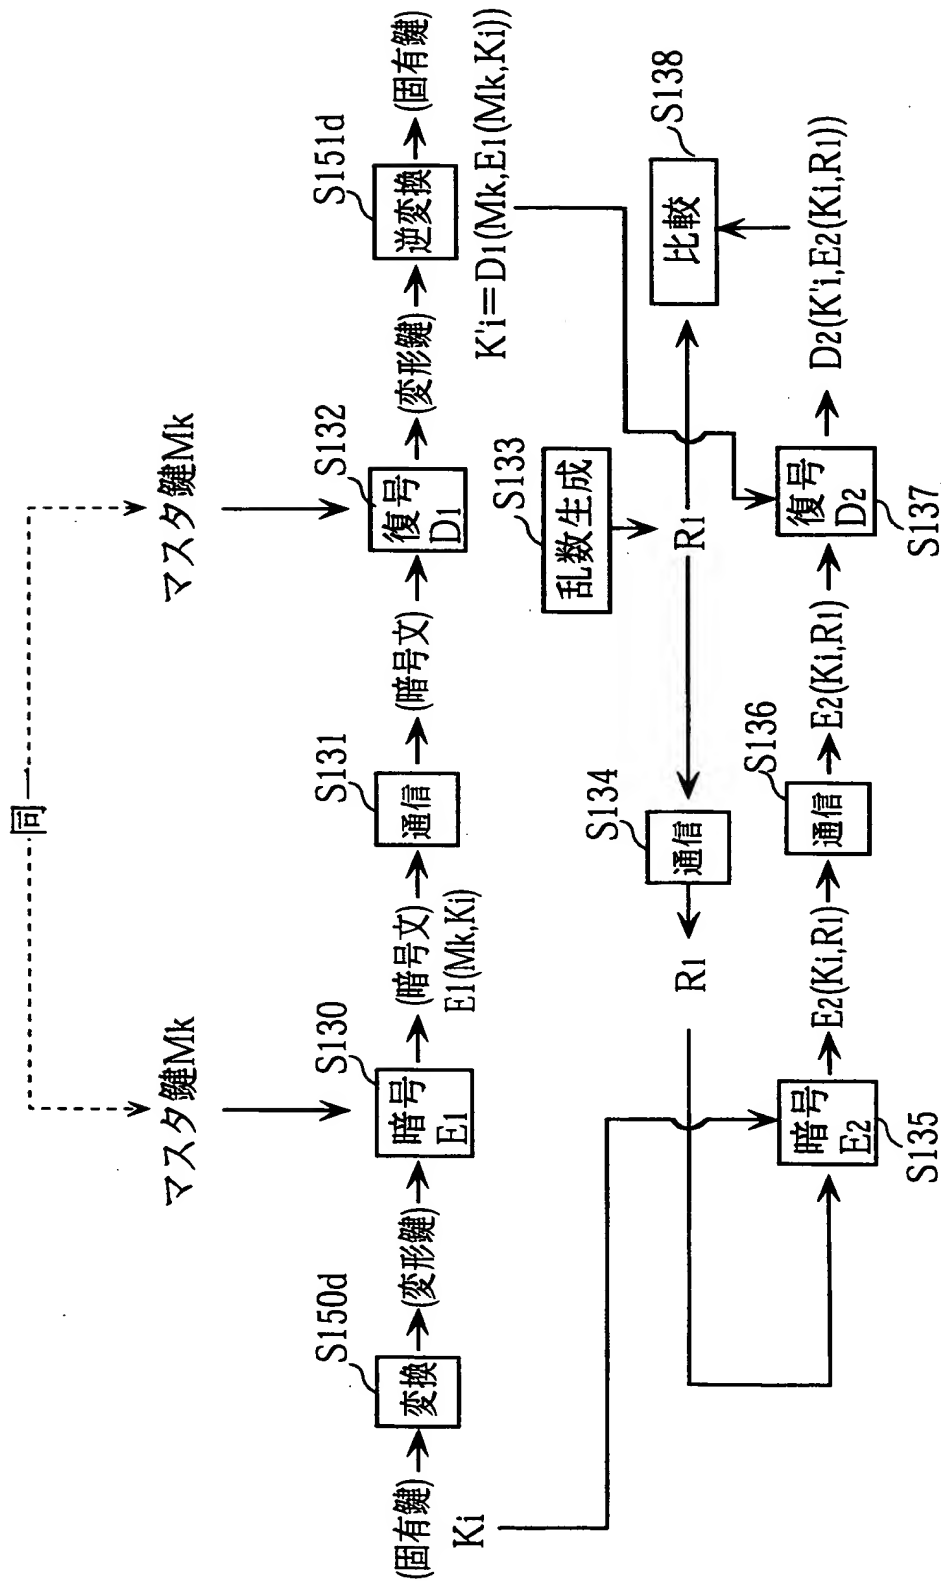 同一
マスタ鍵Mk
マスタ鍵Mk
S150d
S130
S131
S132
S151d
(固有鍵)
変換
(変形鍵)
暗号
E1
(暗号文)
通信
(暗号文)
復号
D1
(変形鍵)
逆変換
(固有鍵)
Ki
E1(Mk,Ki)
K'i=D1(Mk,E1(Mk,Ki))
S133
乱数生成
S134
S138
R1
通信
R1
比較
S136
暗号
E2
E2(Ki,R1)
通信
E2(Ki,R1)
復号
D2
D2(K'i,E2(Ki,R1))
S135
S137